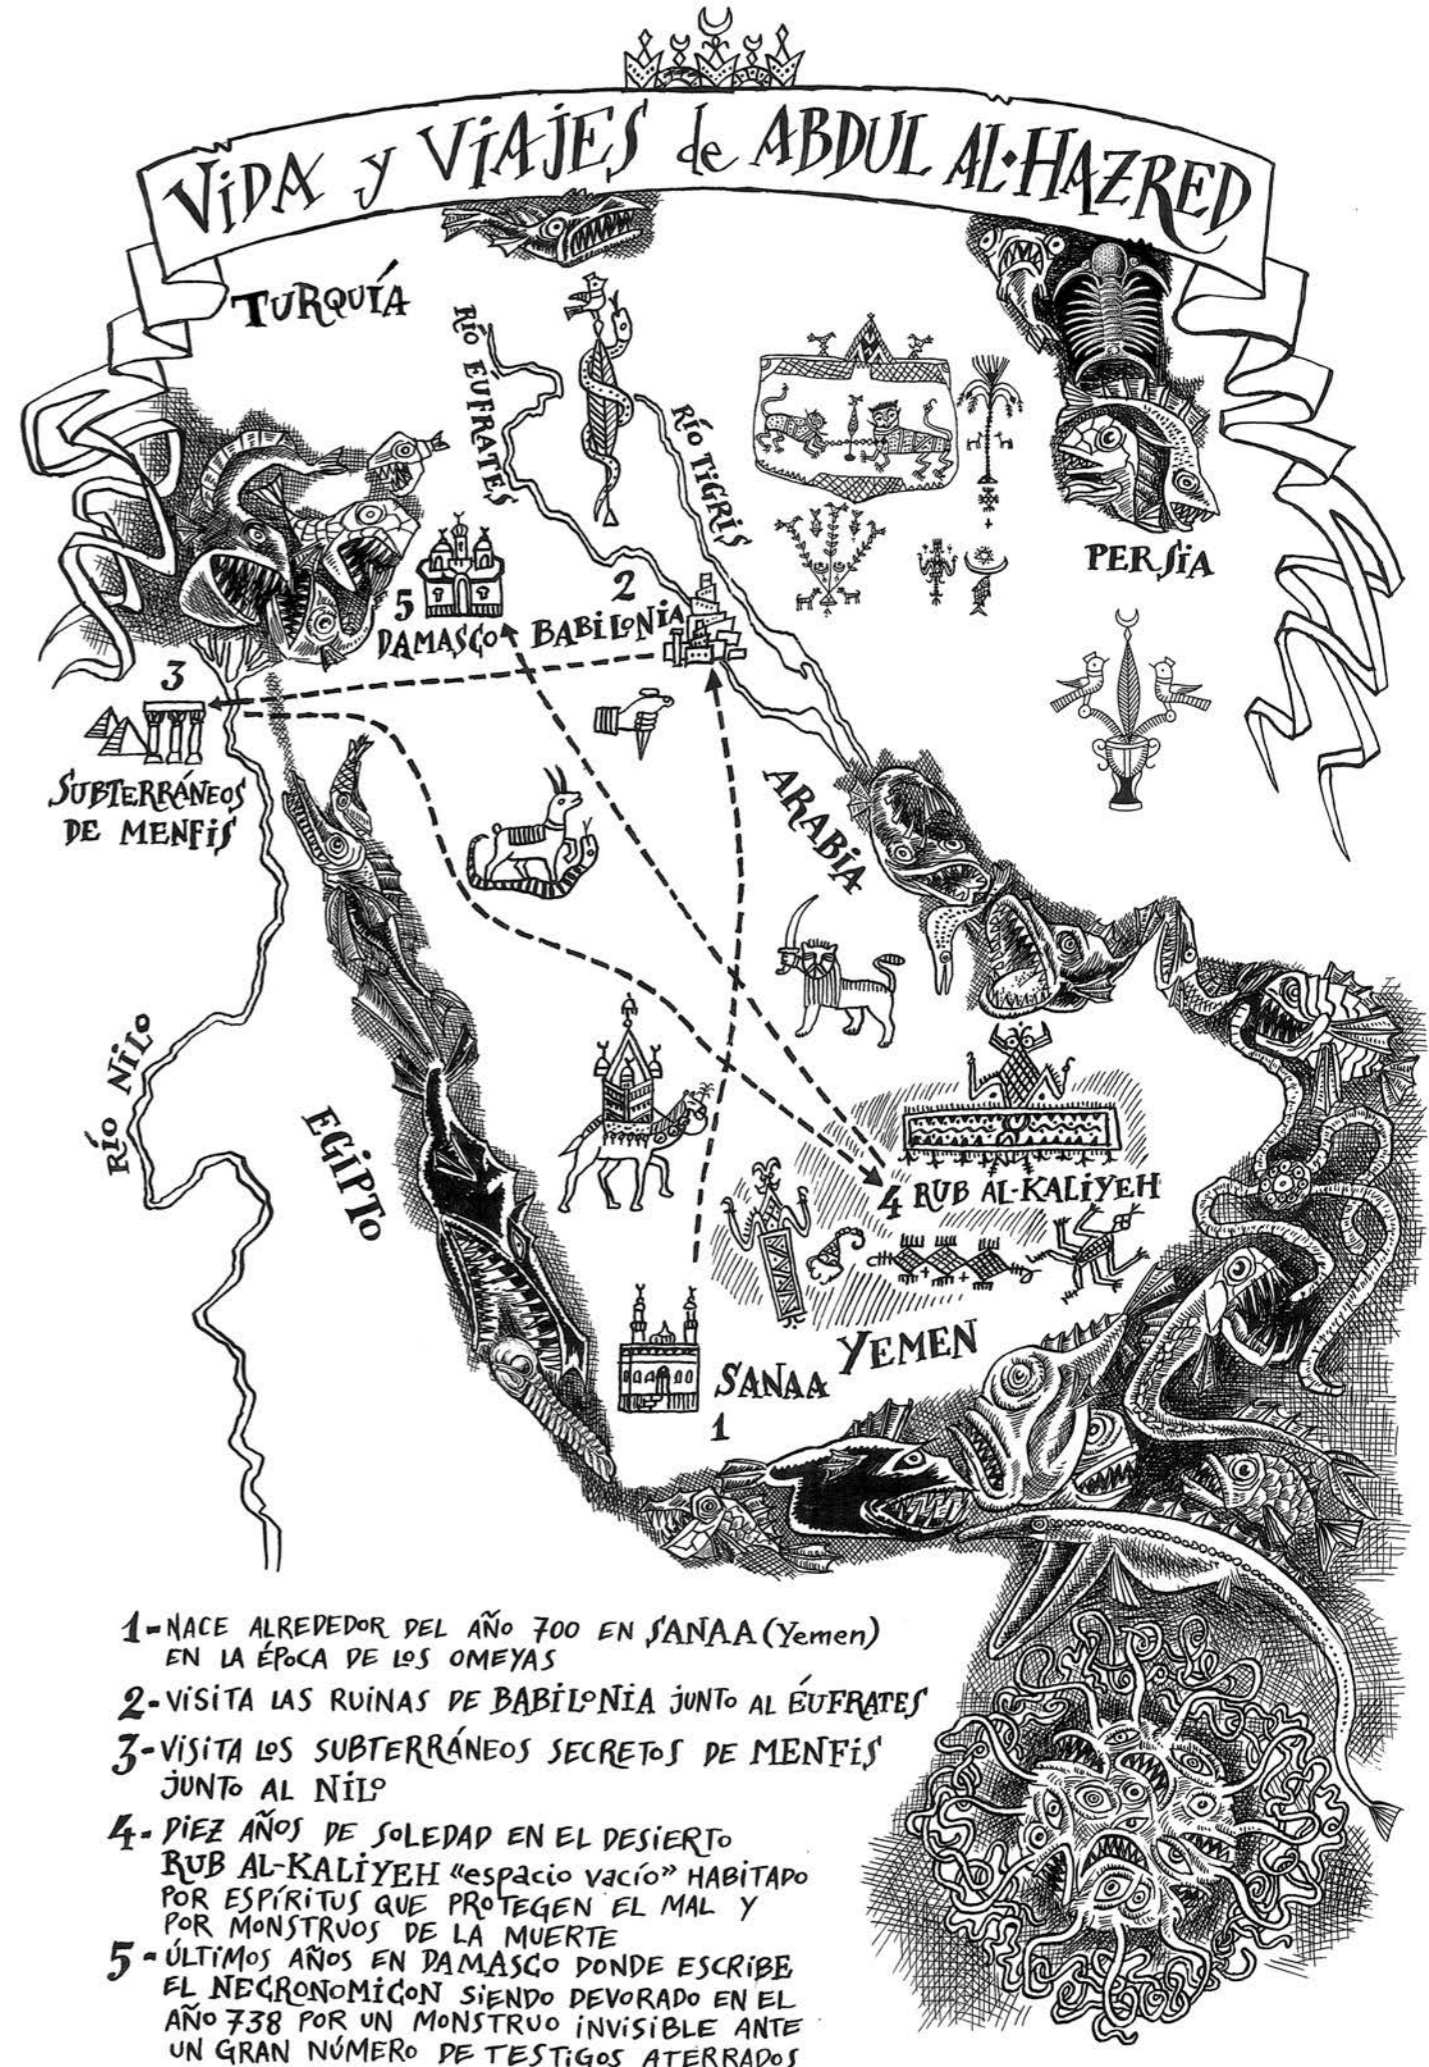 VIDA y VIAJES de ABDUL AL·HAZRED
TURQUÍA
RÍO ÉUFRATES
RÍO TIGRIS
PERSIA
5
DAMASCO
2
BABILONIA
3
SUBTERRÁNEOS
DE MENFIS
ARABIA
RÍO NILO
EGIPTO
4 RUB AL-KALIYEH
YEMEN
SANAA
1
1-NACE ALREDEDOR DEL AÑO 700 EN SANAA (Yemen)
EN LA ÉPOCA DE LOS OMEYAS
2-VISITA LAS RUINAS DE BABILONIA JUNTO AL ÉUFRATES
3-VISITA LOS SUBTERRÁNEOS SECRETOS DE MENFIS
JUNTO AL NILO
4-DIEZ AÑOS DE SOLEDAD EN EL DESIERTO
RUB AL-KALIYEH «espacio vacío» HABITADO
POR ESPÍRITUS QUE PROTEGEN EL MAL Y
POR MONSTRUOS DE LA MUERTE
5-ÚLTIMOS AÑOS EN DAMASCO DONDE ESCRIBE
EL NECRONOMICON SIENDO DEVORADO EN EL
AÑO 738 POR UN MONSTRUO INVISIBLE ANTE
UN GRAN NÚMERO DE TESTIGOS ATERRADOS